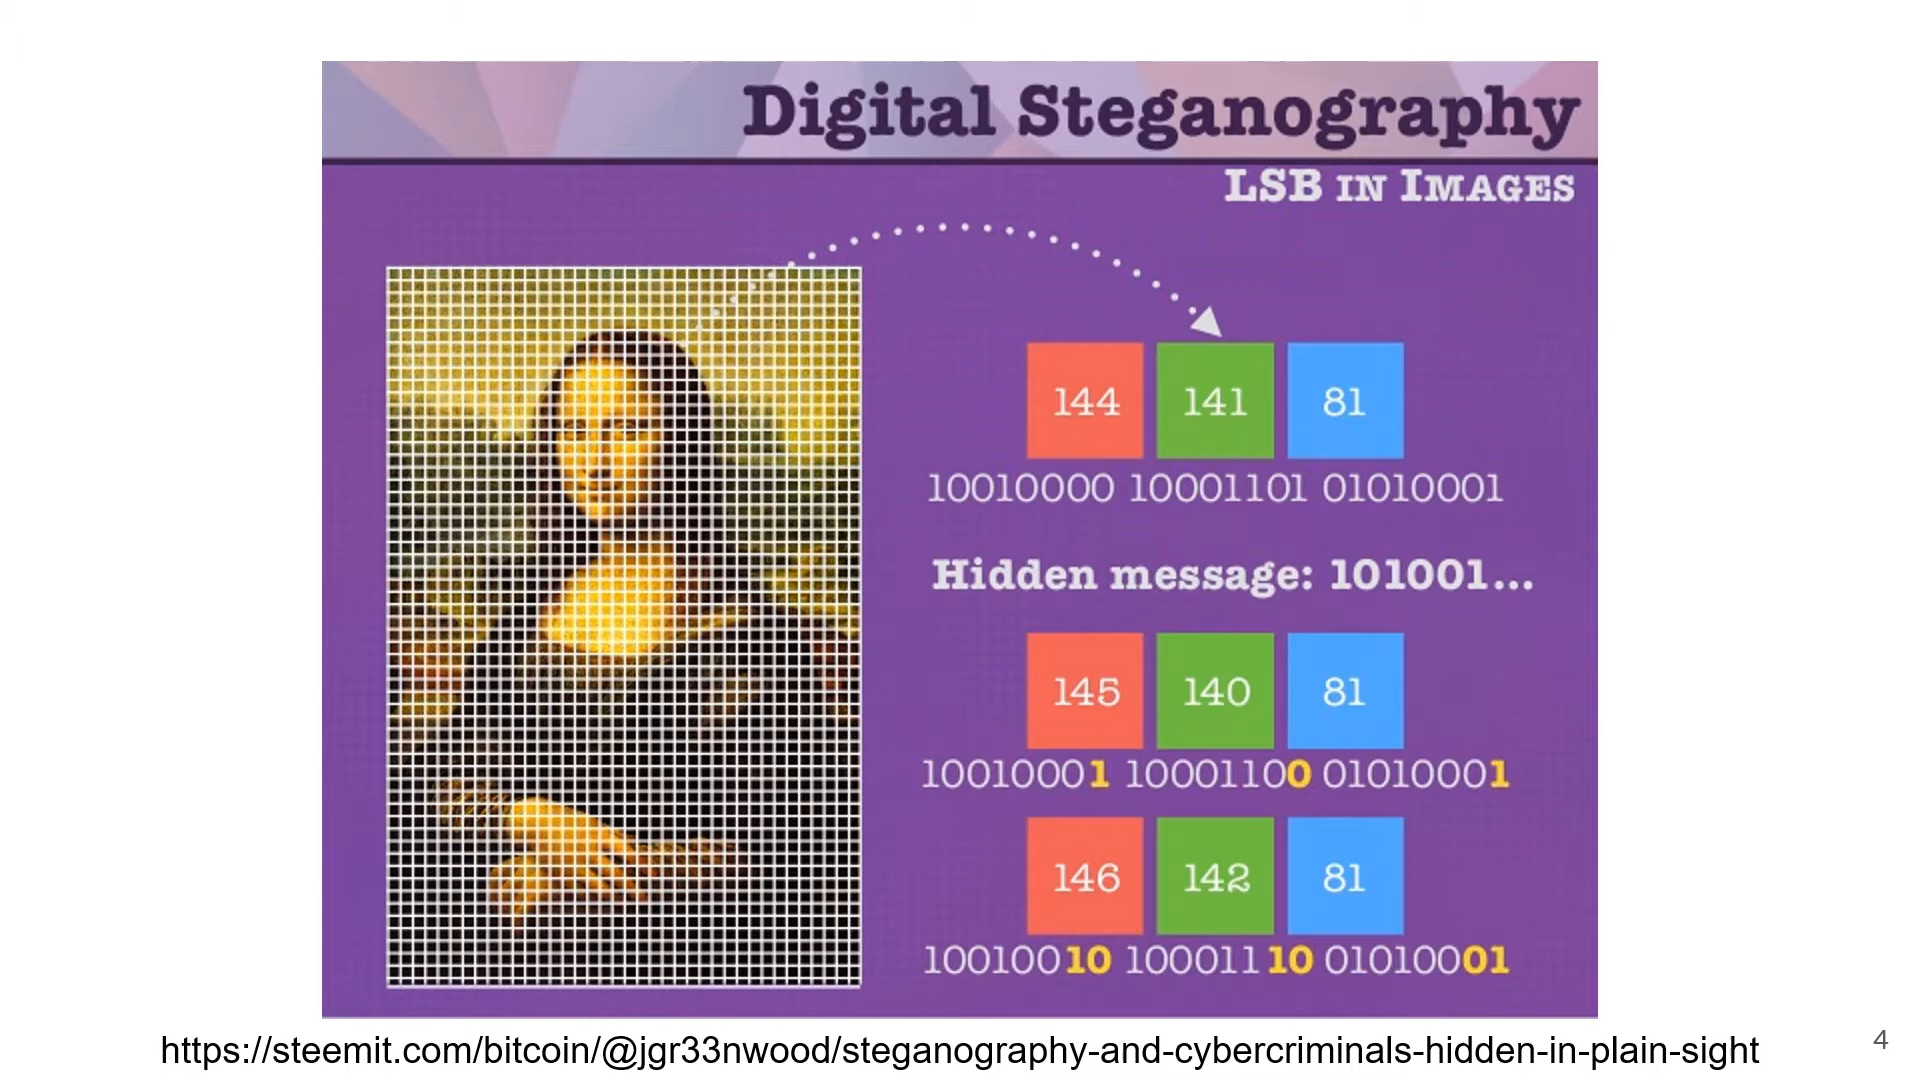 Digital Steganography
LSB IN IMAGES
144 141 81
10010000 10001101 01010001
Hidden message: 101001...
145 140 81
10010001 10001100 01010001
146 142 81
10010010 10001110 01010001
https://steemit.com/bitcoin/@jgr33nwood/steganography-and-cybercriminals-hidden-in-plain-sight
4